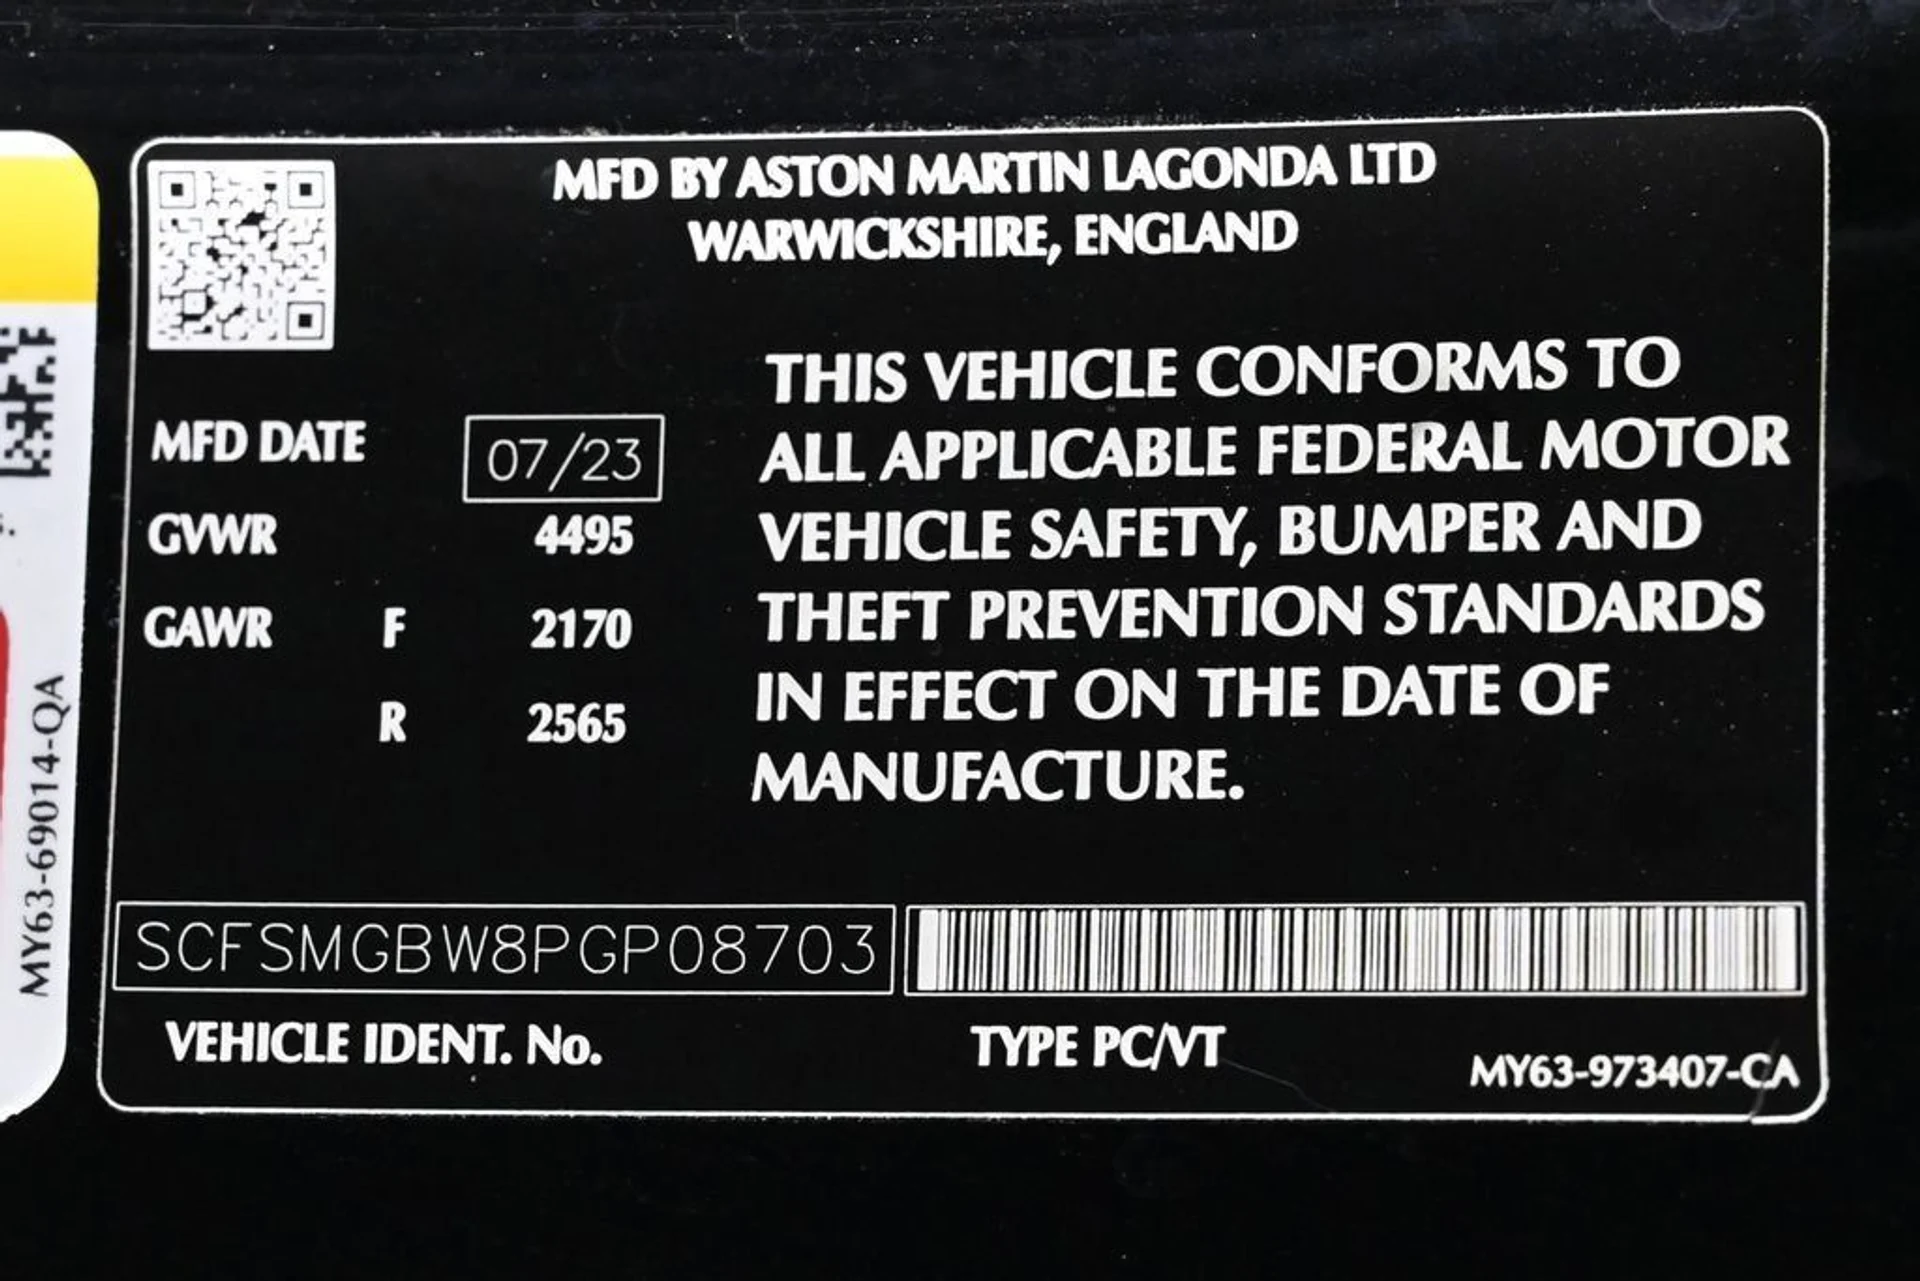 MFD BY ASTON MARTIN LAGONDA LTD
WARWICKSHIRE, ENGLAND
MFD DATE 07/23
GVWR 4495
GAWR F 2170
R 2565
THIS VEHICLE CONFORMS TO
ALL APPLICABLE FEDERAL MOTOR
VEHICLE SAFETY, BUMPER AND
THEFT PREVENTION STANDARDS
IN EFFECT ON THE DATE OF
MANUFACTURE.
SCFSMGBW8PGP08703
VEHICLE IDENT. No.
TYPE PC/VT
MY63-973407-CA
MY63-69014-QA